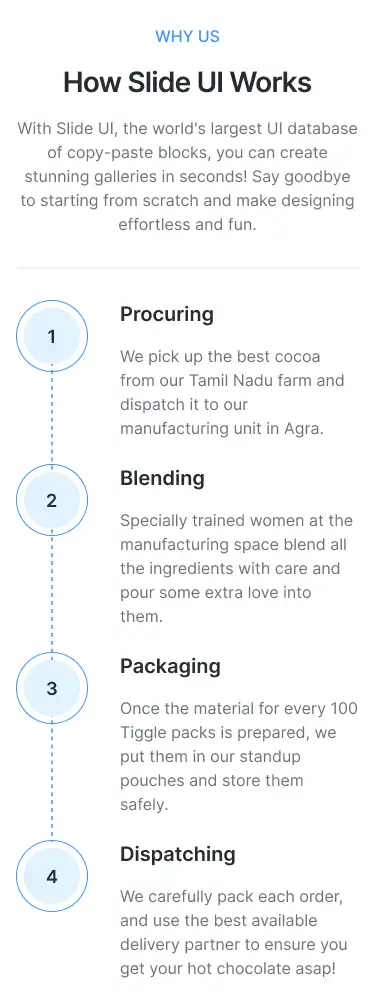 WHY US
How Slide UI Works
With Slide UI, the world's largest UI database
of copy-paste blocks, you can create
stunning galleries in seconds! Say goodbye
to starting from scratch and make designing
effortless and fun.
1
Procuring
We pick up the best cocoa
from our Tamil Nadu farm and
dispatch it to our
manufacturing unit in Agra.
2
Blending
Specially trained women at the
manufacturing space blend all
the ingredients with care and
pour some extra love into
them.
3
Packaging
Once the material for every 100
Tiggle packs is prepared, we
put them in our standup
pouches and store them
safely.
4
Dispatching
We carefully pack each order,
and use the best available
delivery partner to ensure you
get your hot chocolate asap!